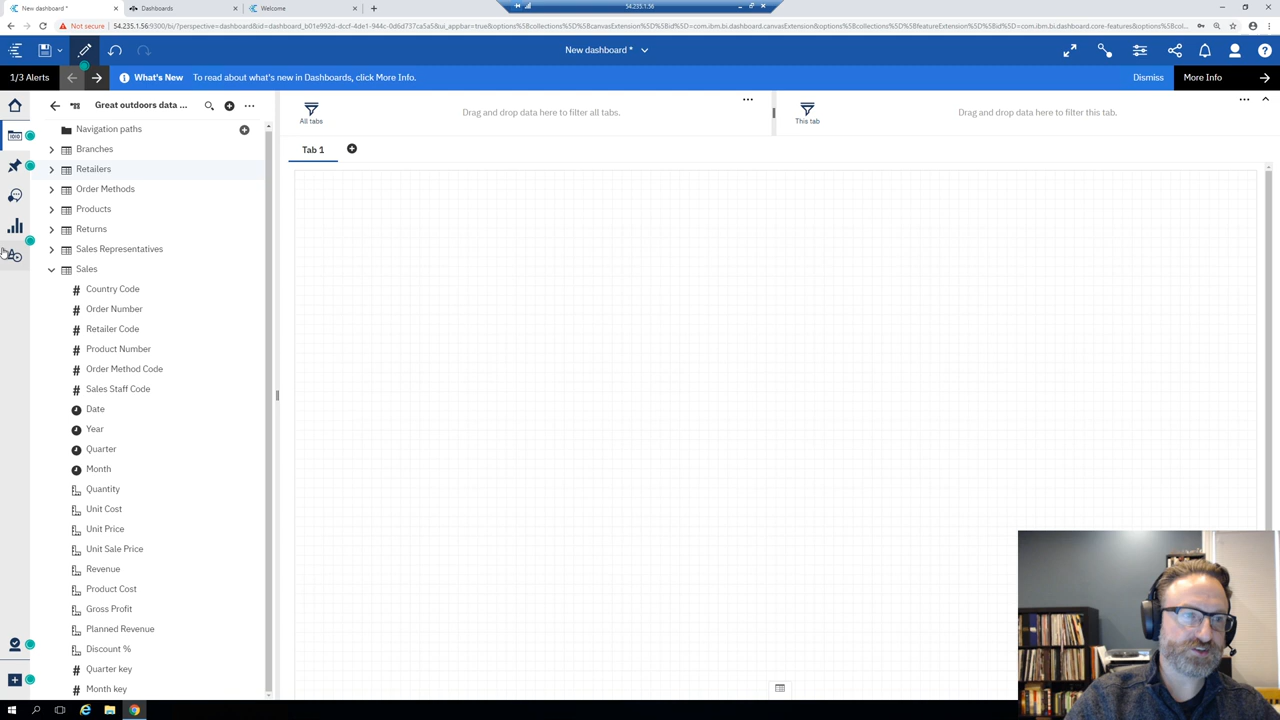 New dashboard *
Dashboards
Welcome
54.235.1.56
Not secure
New dashboard *
1/3 Alerts
What's New
To read about what's new in Dashboards, click More Info.
Dismiss
More Info
Great outdoors data ...
All tabs
Drag and drop data here to filter all tabs.
This tab
Drag and drop data here to filter this tab.
Navigation paths
Tab 1
Branches
Retailers
Order Methods
Products
Returns
Sales Representatives
Sales
Country Code
Order Number
Retailer Code
Product Number
Order Method Code
Sales Staff Code
Date
Year
Quarter
Month
Quantity
Unit Cost
Unit Price
Unit Sale Price
Revenue
Product Cost
Gross Profit
Planned Revenue
Discount %
Quarter key
Month key